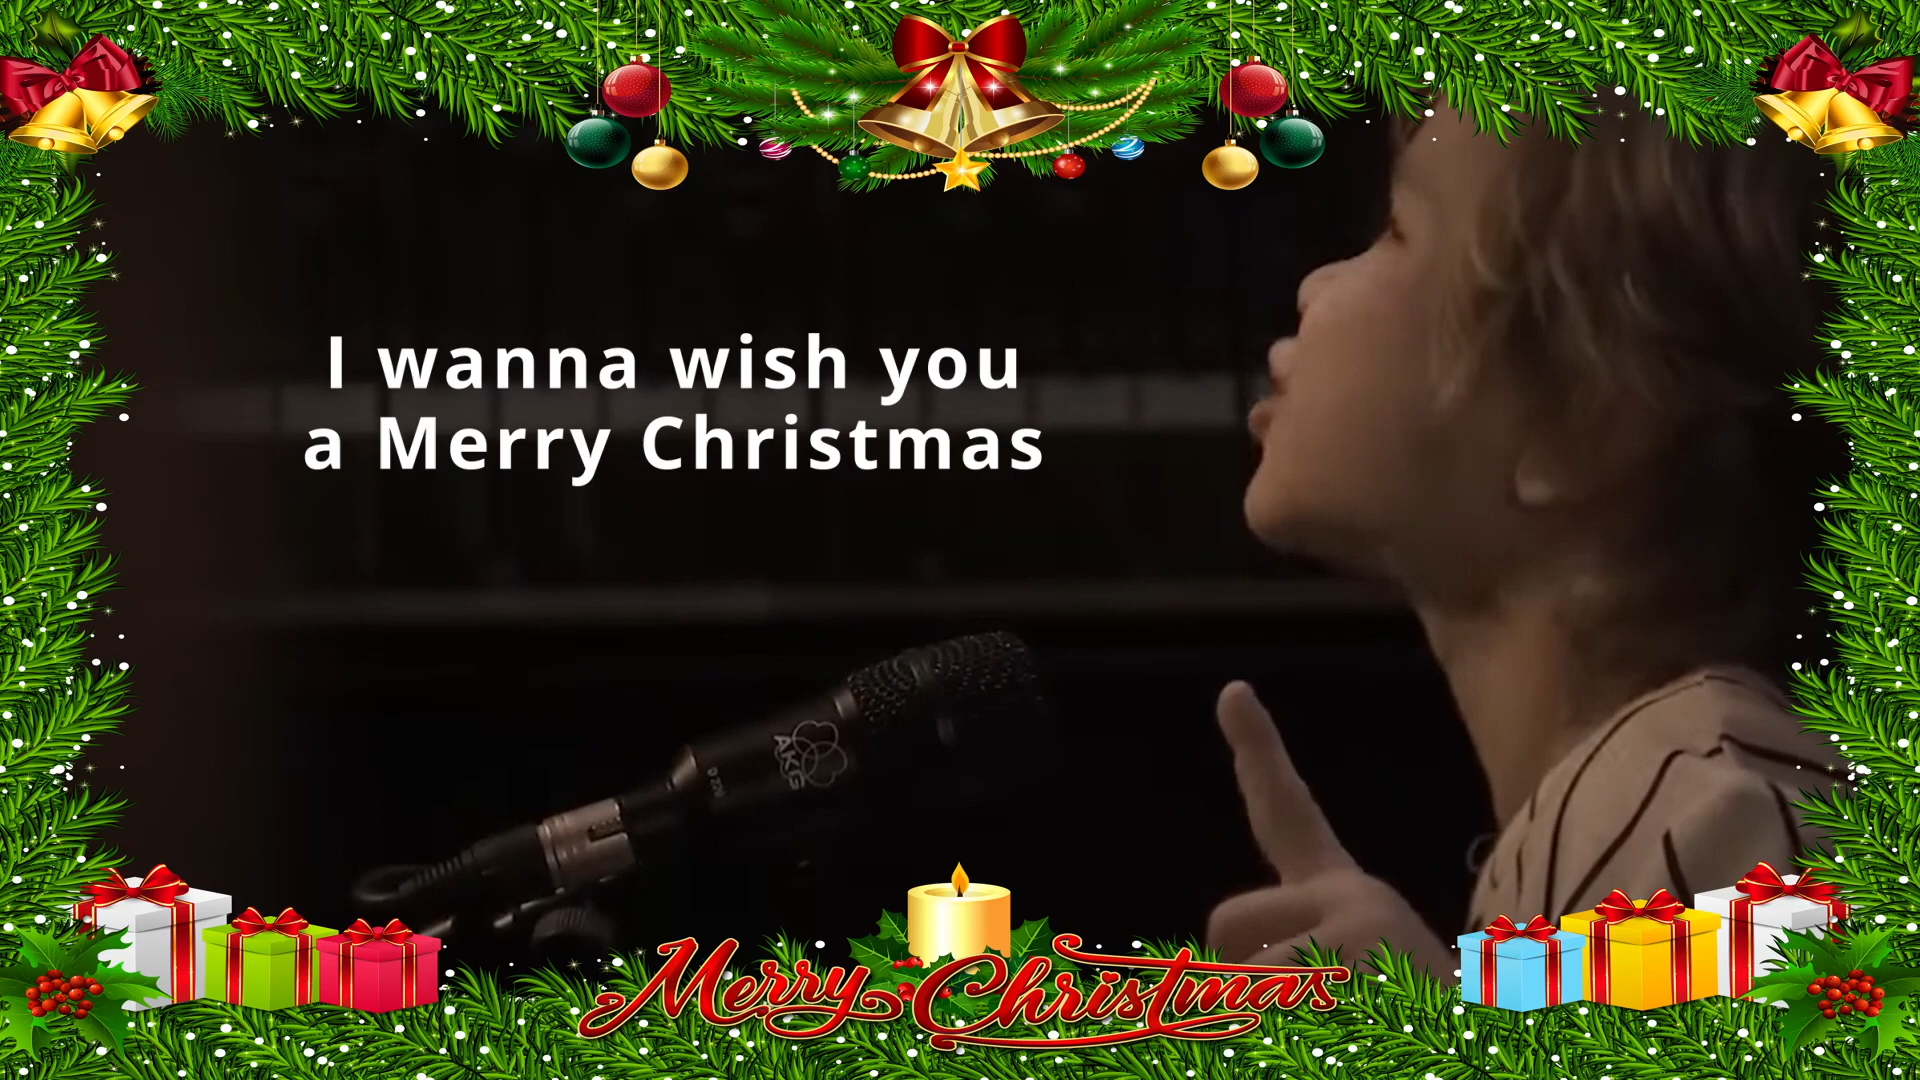 I wanna wish you
a Merry Christmas
AKG
Merry Christmas